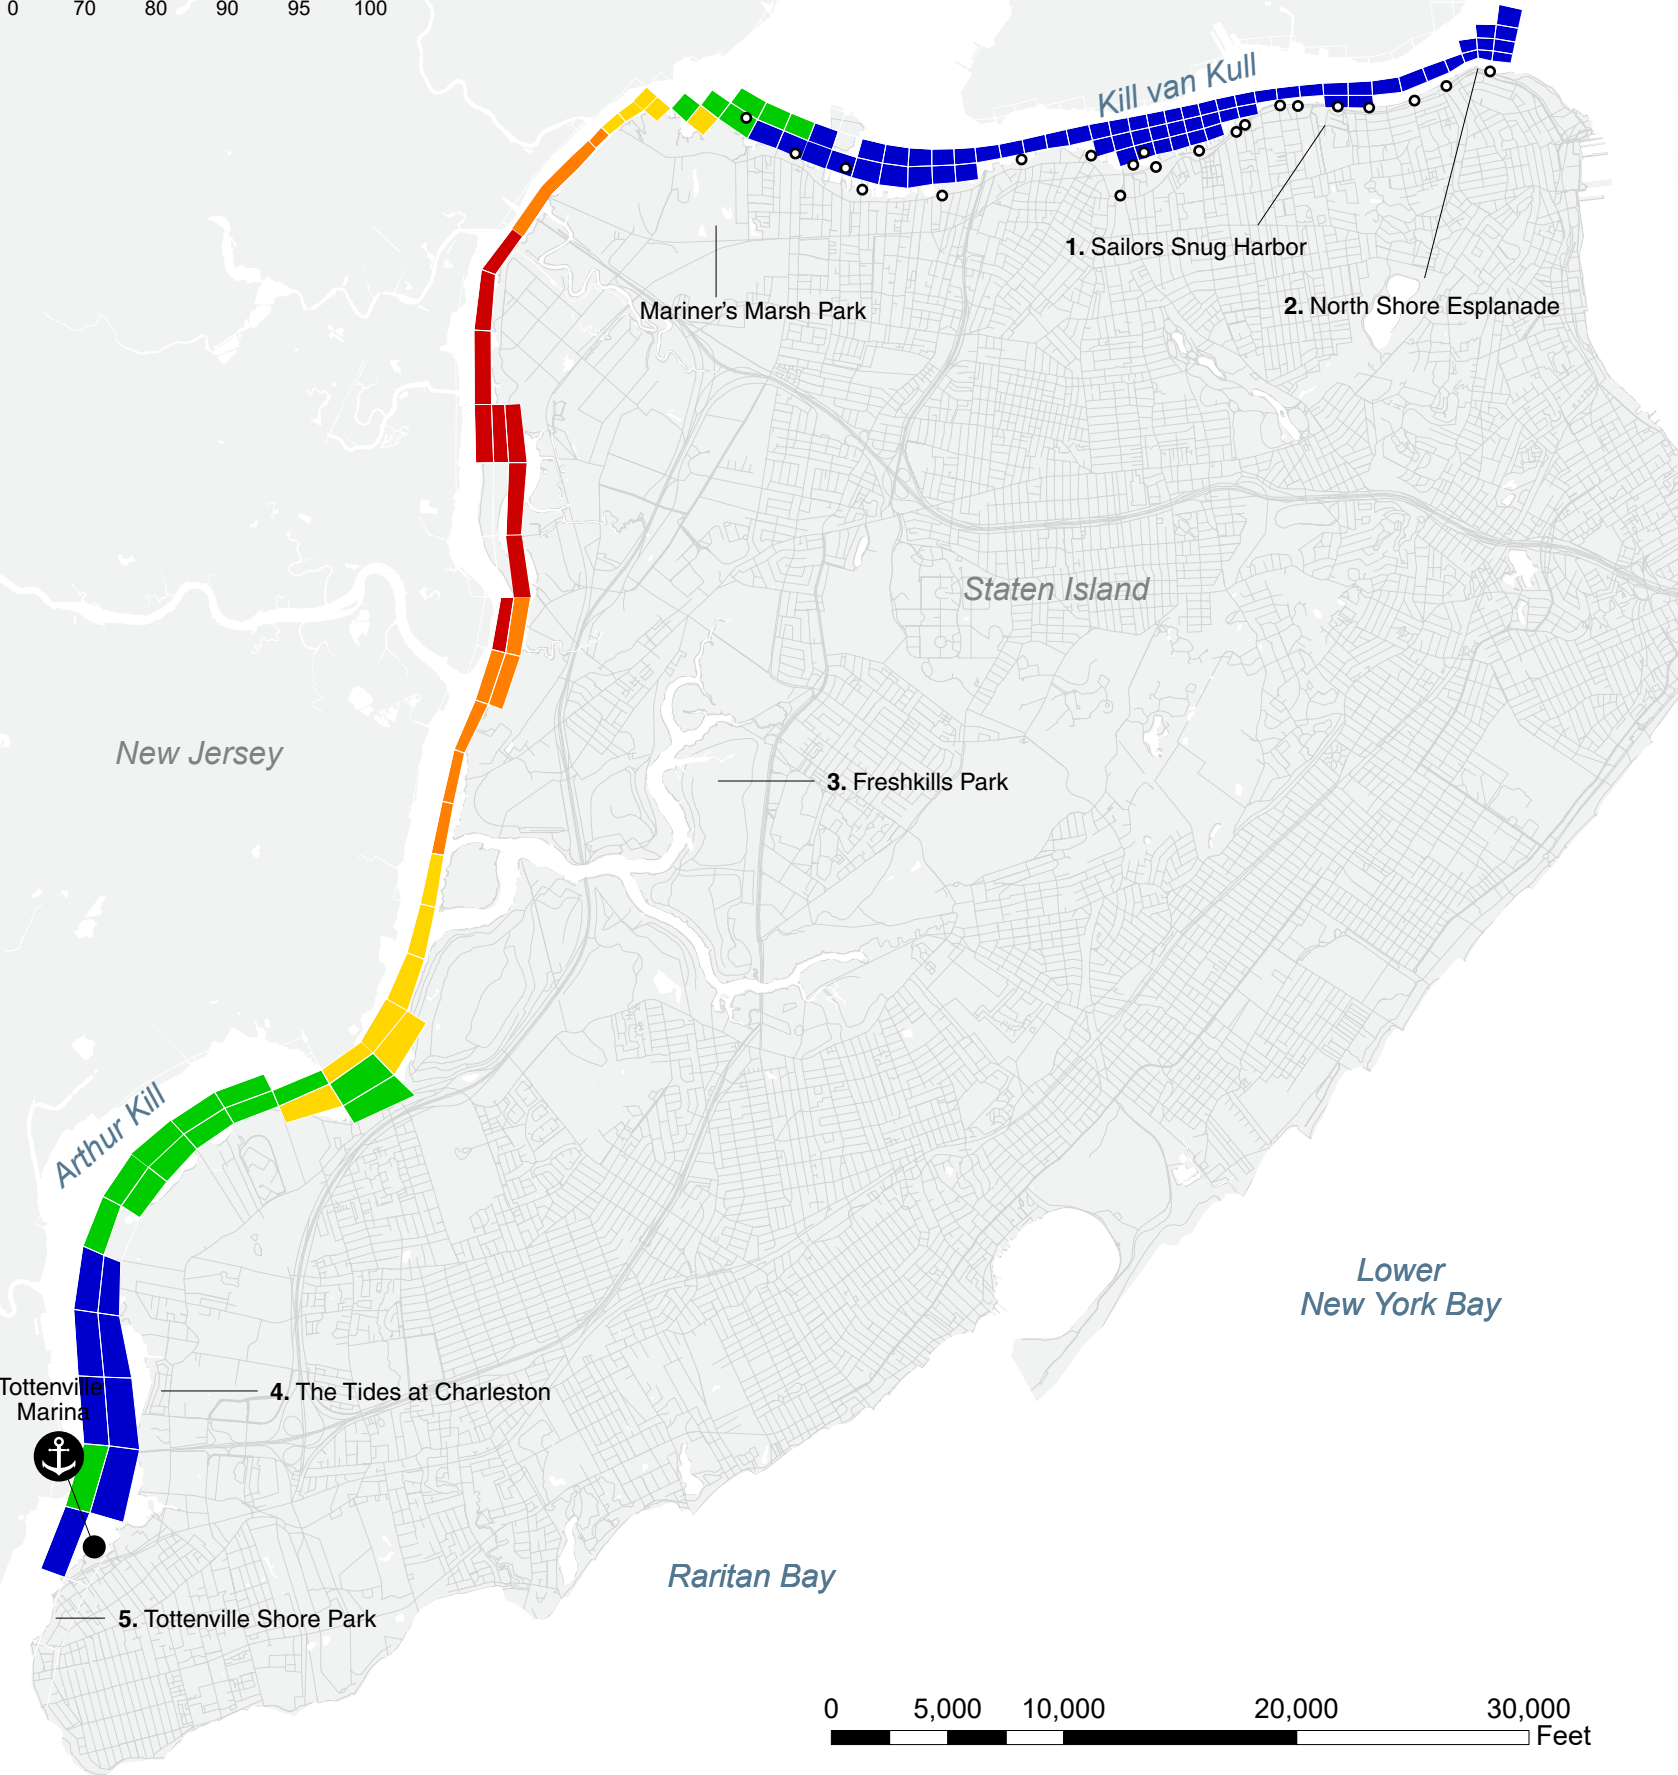 0 70 80 90 95 100
Kill van Kull
1. Sailors Snug Harbor
2. North Shore Esplanade
Mariner’s Marsh Park
Staten Island
New Jersey
3. Freshkills Park
Arthur Kill
Lower
New York Bay
Tottenville
Marina
4. The Tides at Charleston
Raritan Bay
5. Tottenville Shore Park
0 5,000 10,000 20,000 30,000
Feet